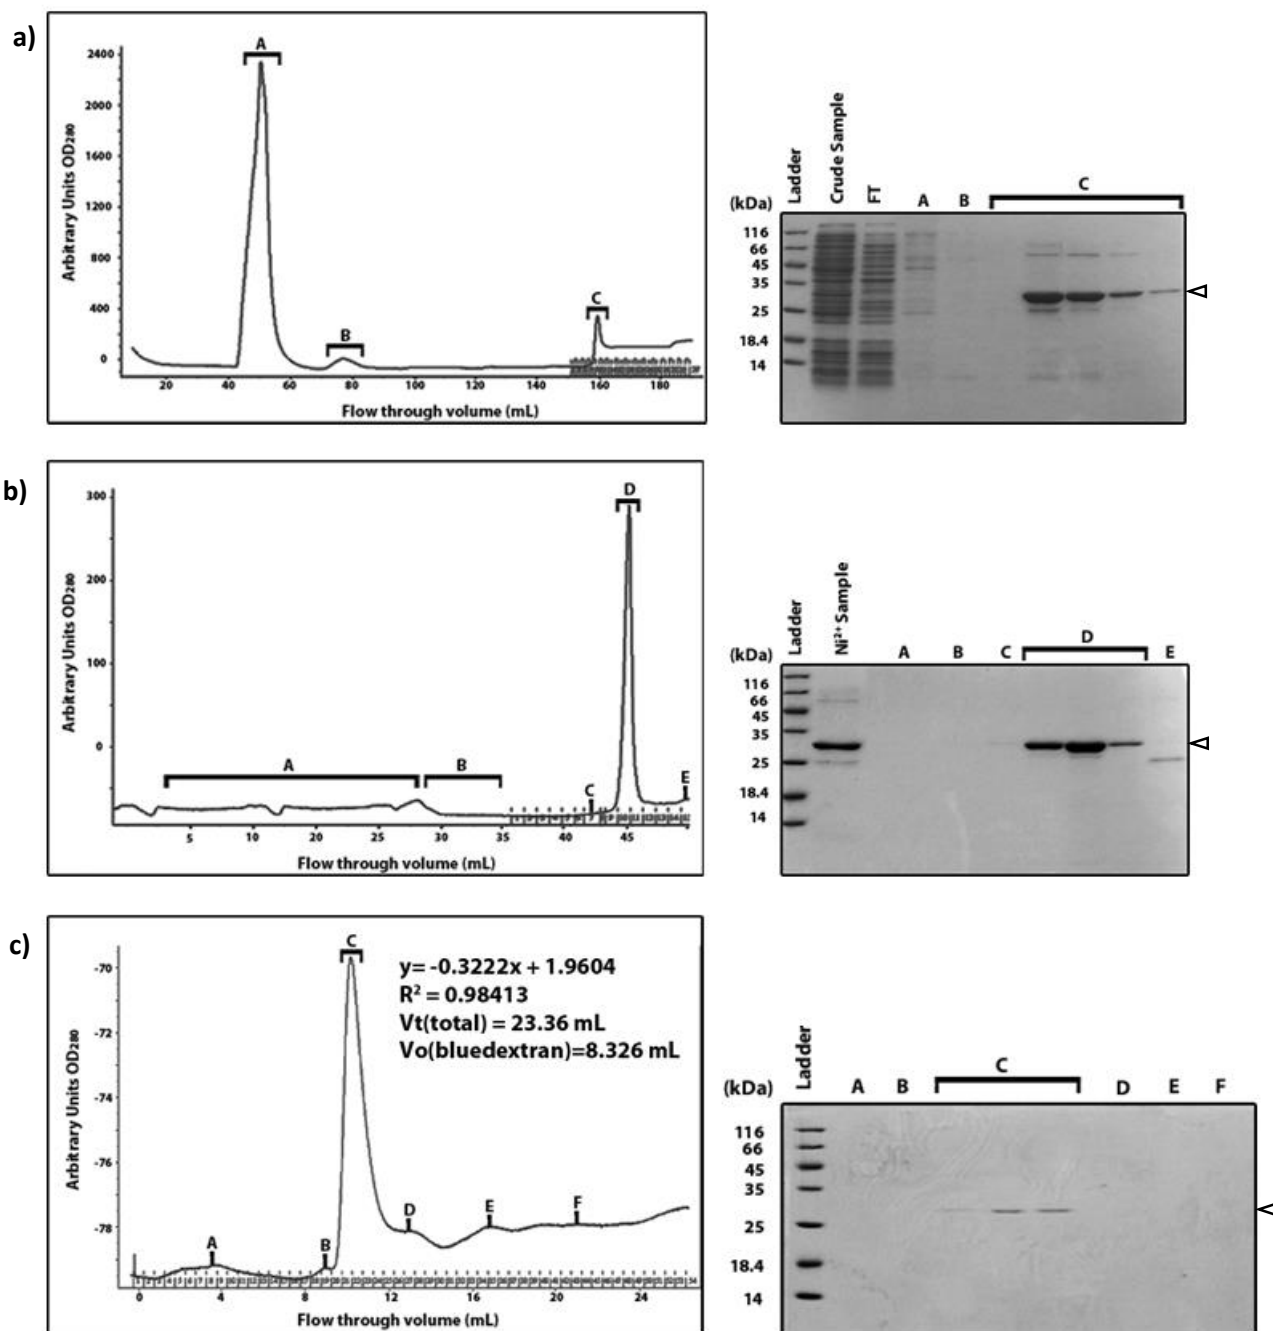 a)
Arbitrary Units OD280
2400
2000
1600
1200
800
400
0
A
B
C
20 40 60 80 100 120 140 160 180
Flow through volume (mL)
Ladder
Crude Sample
FT
A B C
(kDa)
116
66
45
35
25
18.4
14
b)
Arbitrary Units OD280
300
200
100
0
A
B
C
D
E
5 10 15 20 25 30 35 40 45
Flow through volume (mL)
Ladder
Ni2+ Sample
A B C D E
(kDa)
116
66
45
35
25
18.4
14
c)
Arbitrary Units OD280
-70
-72
-74
-76
-78
A
B
C
D
E
F
y= -0.3222x + 1.9604
R2 = 0.98413
Vt(total) = 23.36 mL
Vo(bluedextran)=8.326 mL
0 4 8 12 16 20 24
Flow through volume (mL)
Ladder
A B C D E F
(kDa)
116
66
45
35
25
18.4
14